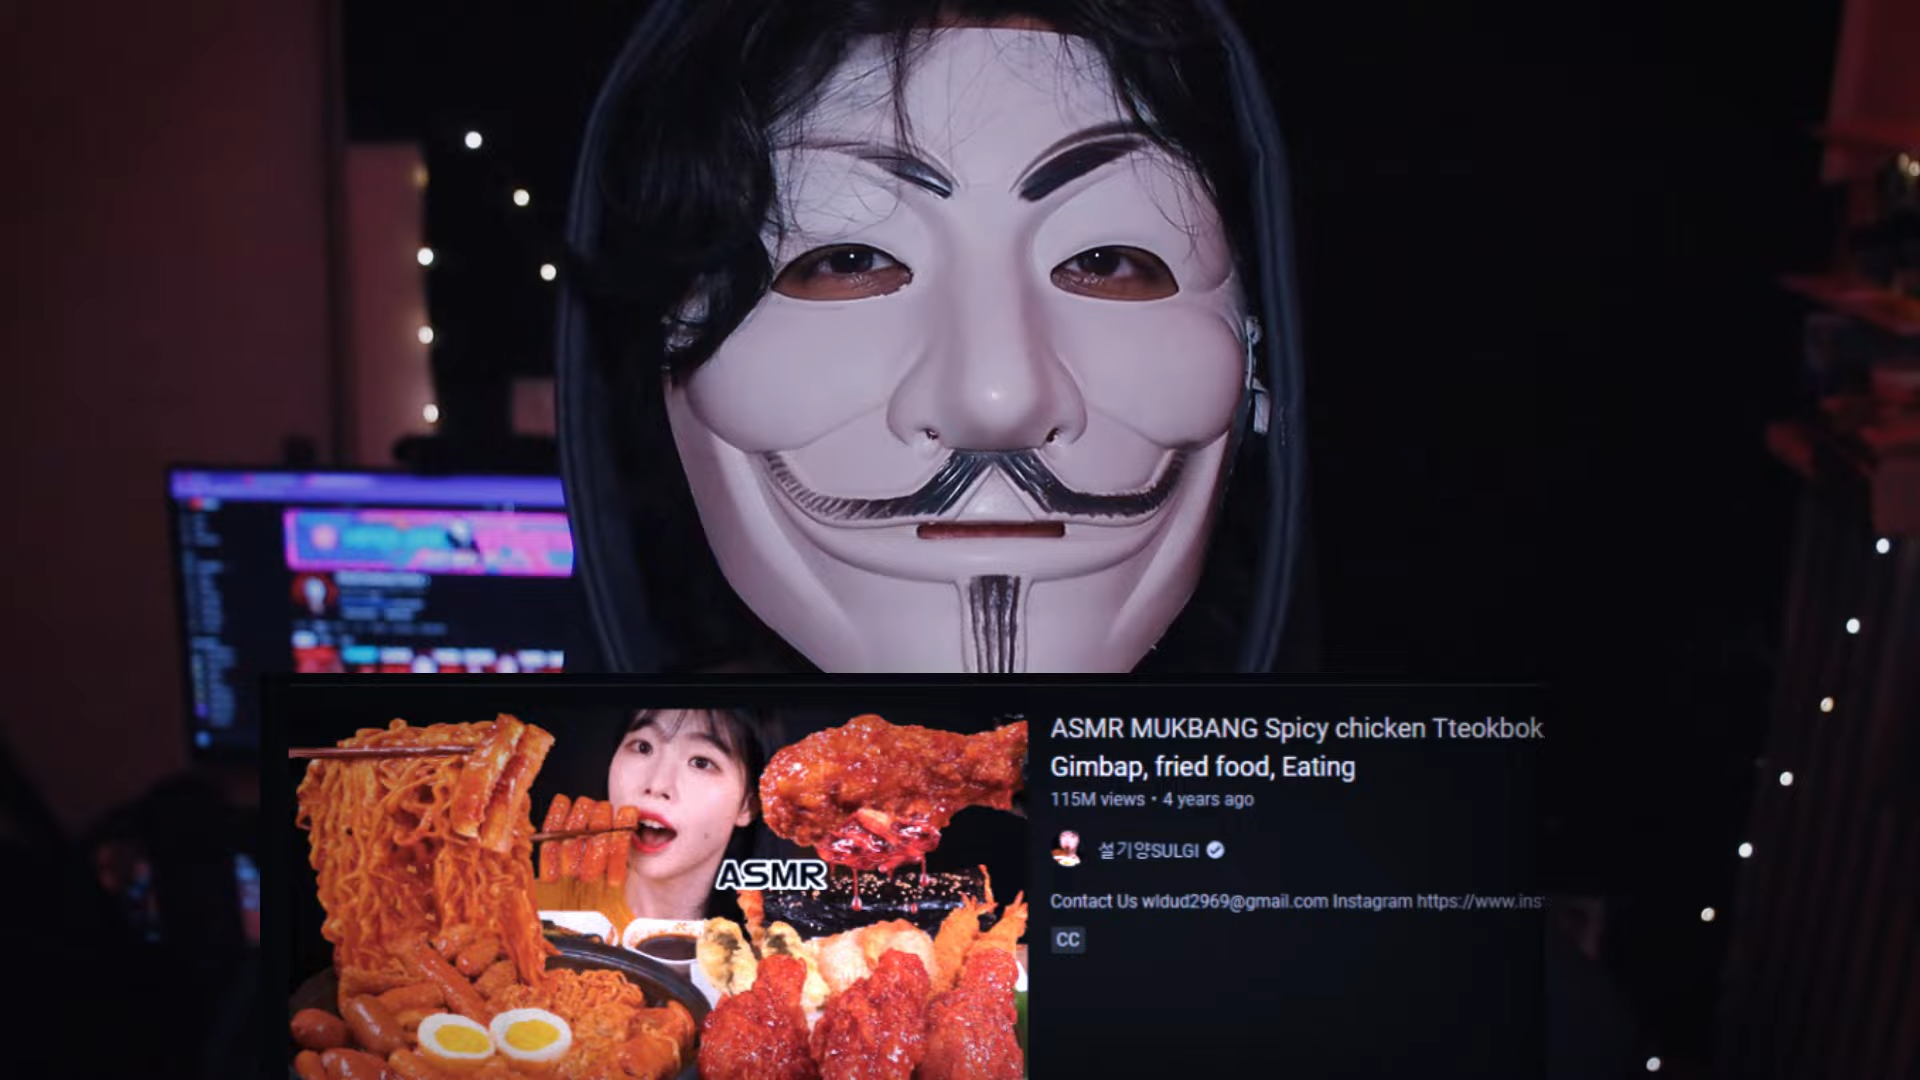 ASMR MUKBANG Spicy chicken Tteokbok
Gimbap, fried food, Eating
115M views • 4 years ago
설기양SULGI
Contact Us wldud2969@gmail.com Instagram https://www.ins
CC
ASMR